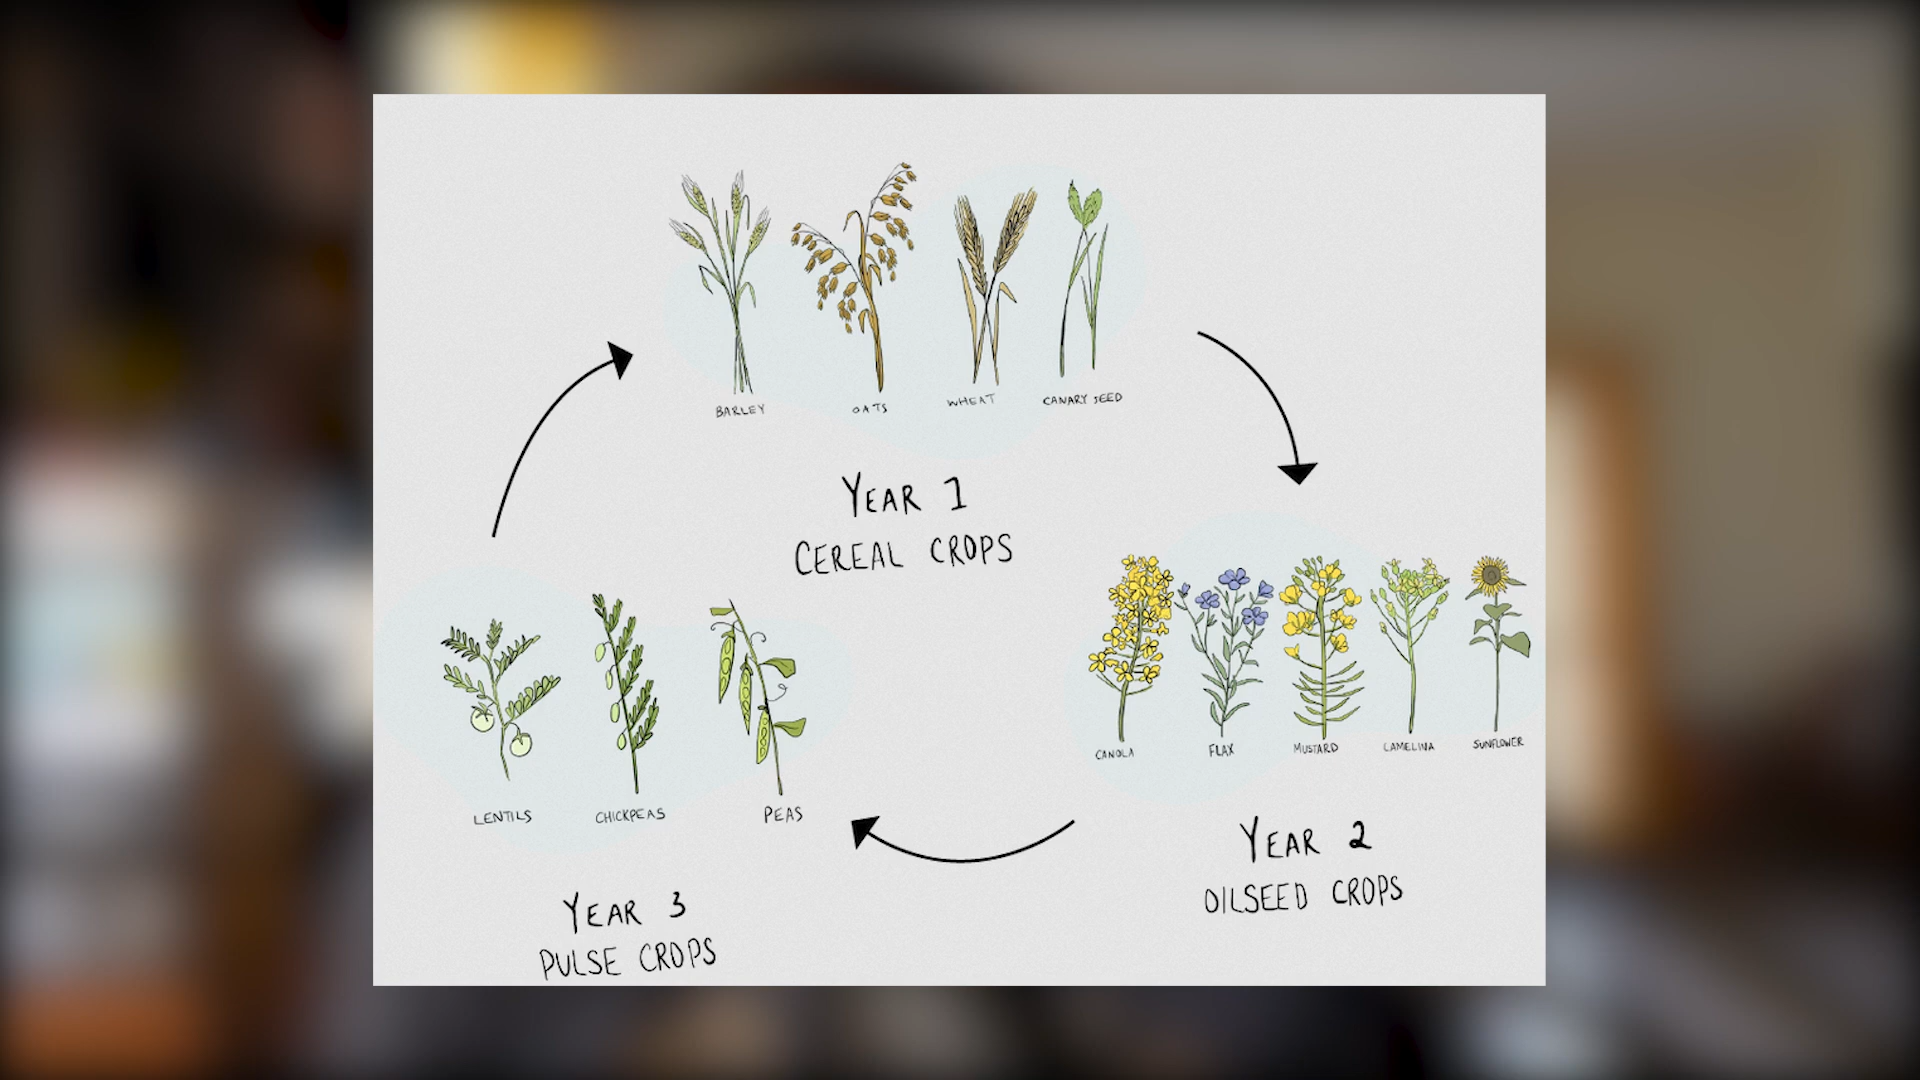 BARLEY
OATS
WHEAT
CANARY SEED
YEAR 1
CEREAL CROPS
CANOLA
FLAX
MUSTARD
CAMELINA
SUNFLOWER
YEAR 2
OILSEED CROPS
LENTILS
CHICKPEAS
PEAS
YEAR 3
PULSE CROPS